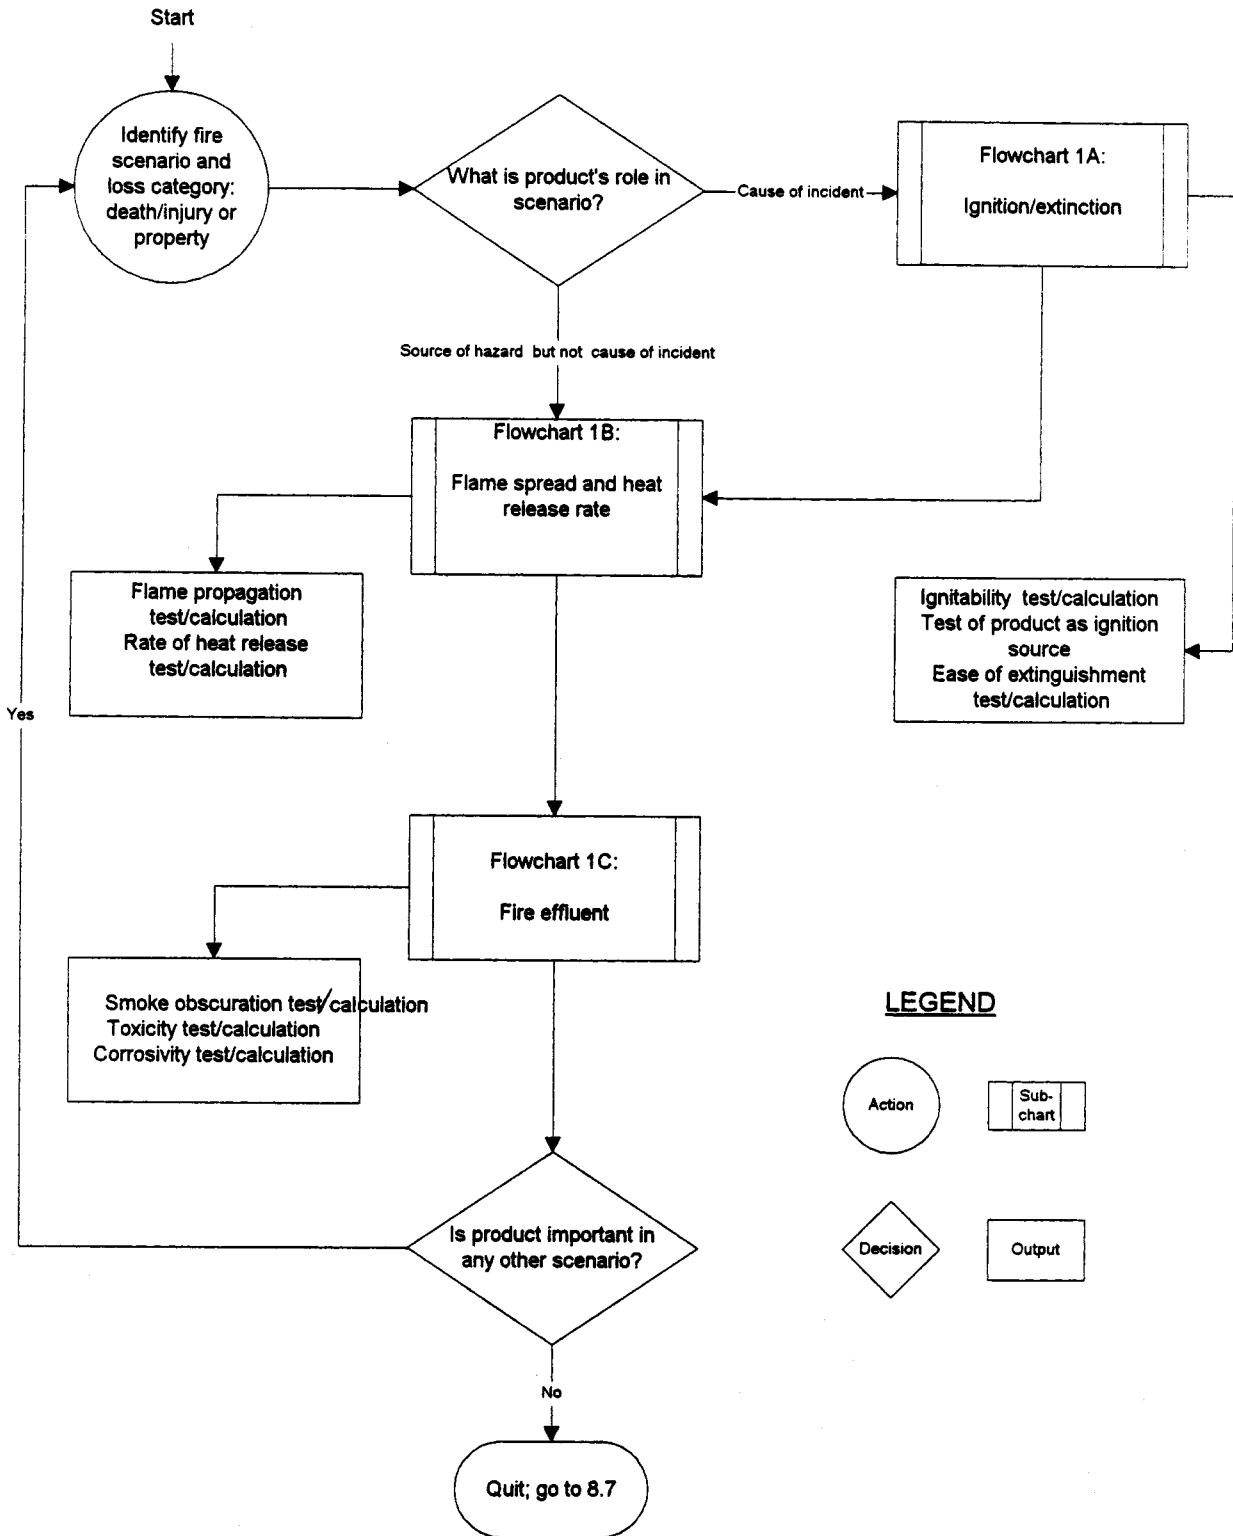 Start
Identify fire
scenario and
loss category:
death/injury or
property
What is product's role in
scenario?
Cause of incident
Flowchart 1A:
Ignition/extinction
Source of hazard but not cause of incident
Flowchart 1B:
Flame spread and heat
release rate
Flame propagation
test/calculation
Rate of heat release
test/calculation
Ignitability test/calculation
Test of product as ignition
source
Ease of extinguishment
test/calculation
Yes
Flowchart 1C:
Fire effluent
Smoke obscuration test/calculation
Toxicity test/calculation
Corrosivity test/calculation
LEGEND
Action
Sub-
chart
Decision
Output
Is product important in
any other scenario?
No
Quit; go to 8.7